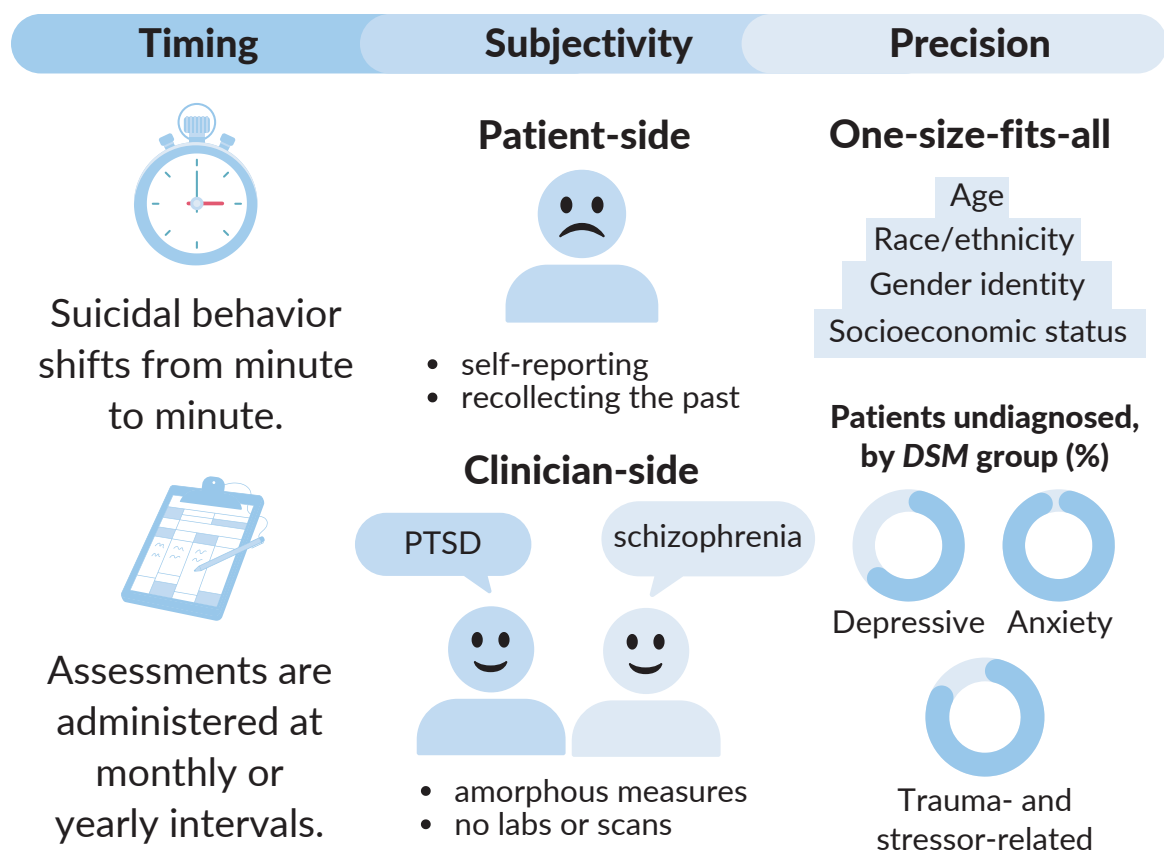 Timing
Subjectivity
Precision
Suicidal behavior
shifts from minute
to minute.
Assessments are
administered at
monthly or
yearly intervals.
Patient-side
• self-reporting
• recollecting the past
Clinician-side
PTSD
schizophrenia
• amorphous measures
• no labs or scans
One-size-fits-all
Age
Race/ethnicity
Gender identity
Socioeconomic status
Patients undiagnosed,
by DSM group (%)
Depressive
Anxiety
Trauma- and
stressor-related